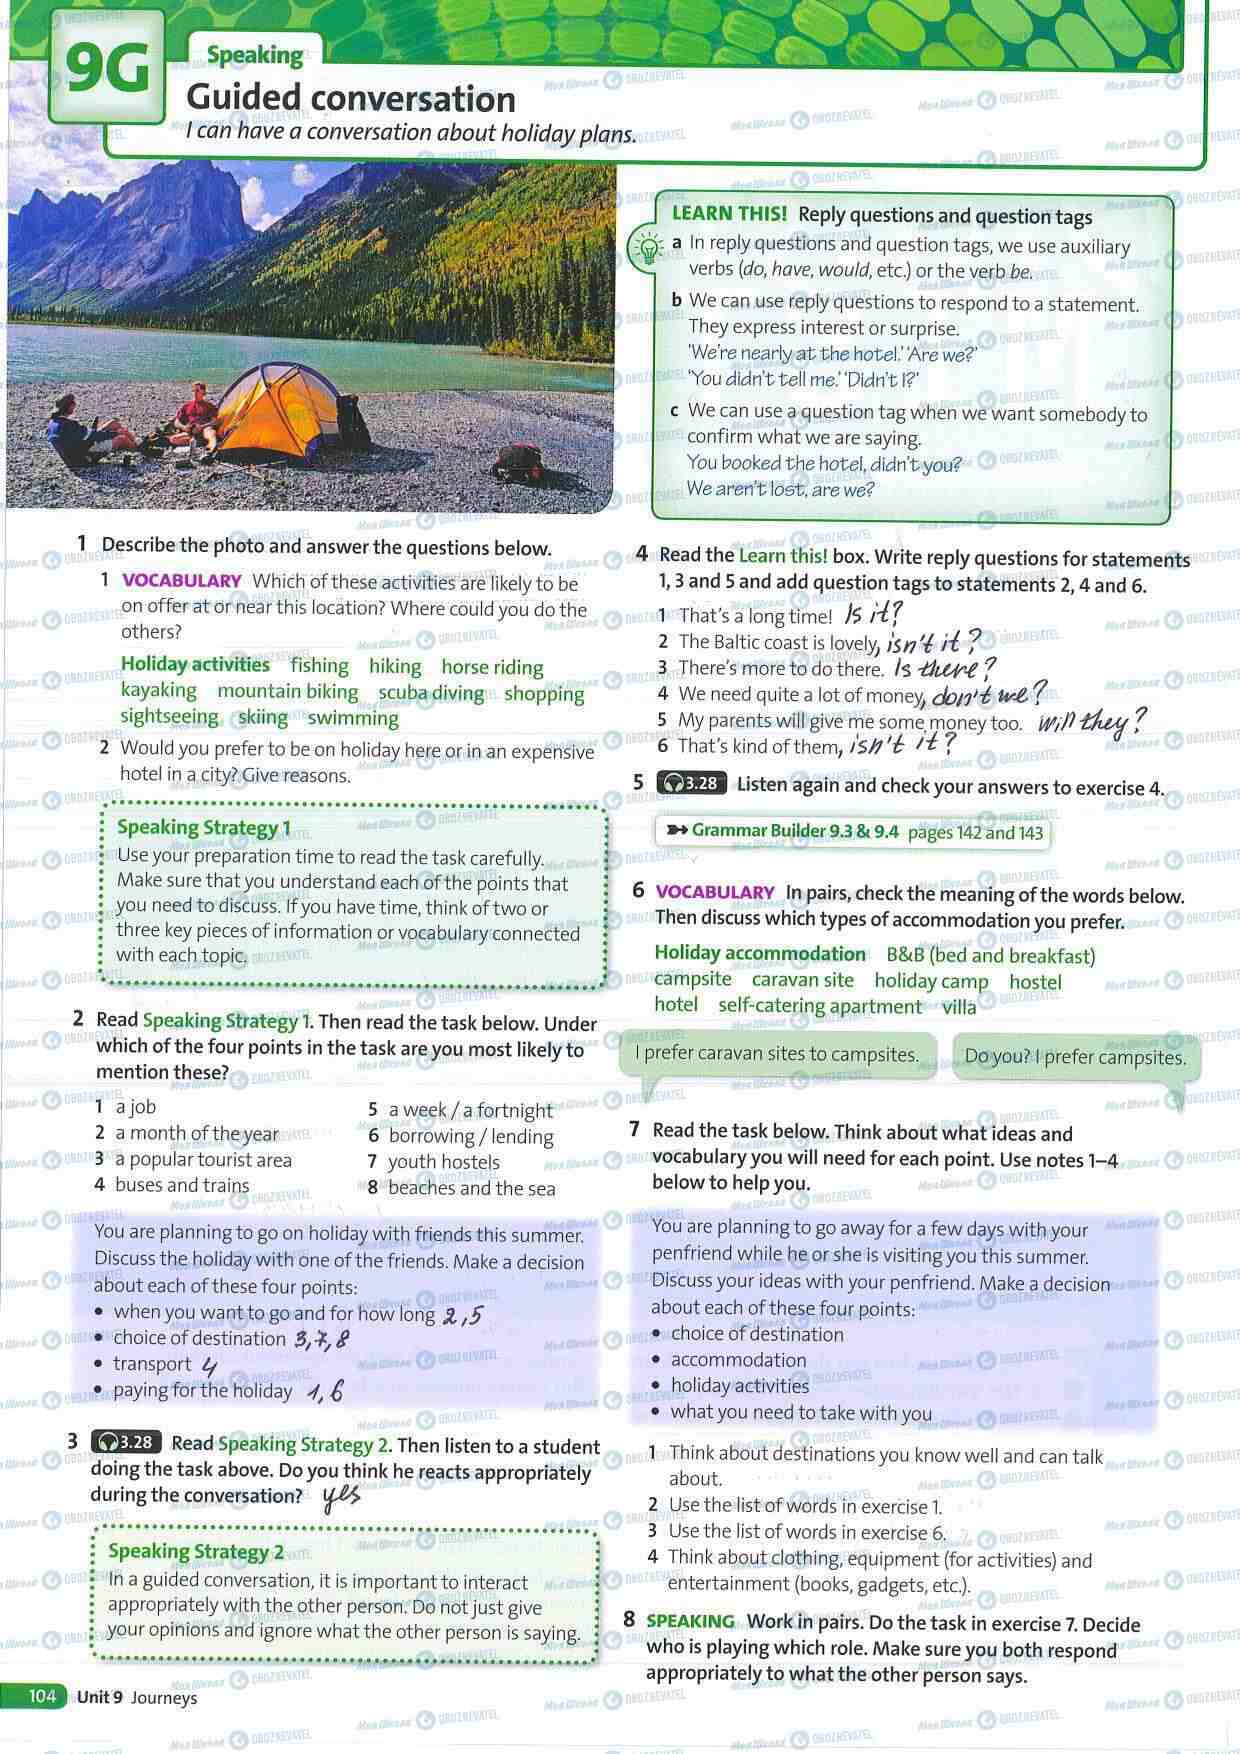 9G
Speaking
Guided conversation
I can have a conversation about holiday plans.
1 Describe the photo and answer the questions below.
1 VOCABULARY Which of these activities are likely to be
on offer at or near this location? Where could you do the
others?
Holiday activities fishing hiking horse riding
kayaking mountain biking scuba diving shopping
sightseeing skiing swimming
2 Would you prefer to be on holiday here or in an expensive
hotel in a city? Give reasons.
Speaking Strategy 1
Use your preparation time to read the task carefully.
Make sure that you understand each of the points that
you need to discuss. If you have time, think of two or
three key pieces of information or vocabulary connected
with each topic.
2 Read Speaking Strategy 1. Then read the task below. Under
which of the four points in the task are you most likely to
mention these?
1 a job
2 a month of the year
3 a popular tourist area
4 buses and trains
5 a week / a fortnight
6 borrowing / lending
7 youth hostels
8 beaches and the sea
You are planning to go on holiday with friends this summer.
Discuss the holiday with one of the friends. Make a decision
about each of these four points:
• when you want to go and for how long 2,5
• choice of destination 3,7,8
• transport 4
• paying for the holiday 1,6
3 3.28 Read Speaking Strategy 2. Then listen to a student
doing the task above. Do you think he reacts appropriately
during the conversation? yes
Speaking Strategy 2
In a guided conversation, it is important to interact
appropriately with the other person. Do not just give
your opinions and ignore what the other person is saying.
104 Unit 9 Journeys
LEARN THIS! Reply questions and question tags
a In reply questions and question tags, we use auxiliary
verbs (do, have, would, etc.) or the verb be.
b We can use reply questions to respond to a statement.
They express interest or surprise.
'We're nearly at the hotel.' 'Are we?'
'You didn't tell me.' 'Didn't I?'
c We can use a question tag when we want somebody to
confirm what we are saying.
You booked the hotel, didn't you?
We aren't lost, are we?
4 Read the Learn this! box. Write reply questions for statements
1, 3 and 5 and add question tags to statements 2, 4 and 6.
1 That's a long time! Is it?
2 The Baltic coast is lovely, isn't it?
3 There's more to do there. Is there?
4 We need quite a lot of money, don't we?
5 My parents will give me some money too. will they?
6 That's kind of them, isn't it?
5 3.28 Listen again and check your answers to exercise 4.
Grammar Builder 9.3 & 9.4 pages 142 and 143
6 VOCABULARY In pairs, check the meaning of the words below.
Then discuss which types of accommodation you prefer.
Holiday accommodation B&B (bed and breakfast)
campsite caravan site holiday camp hostel
hotel self-catering apartment villa
I prefer caravan sites to campsites.
Do you? I prefer campsites.
7 Read the task below. Think about what ideas and
vocabulary you will need for each point. Use notes 1–4
below to help you.
You are planning to go away for a few days with your
penfriend while he or she is visiting you this summer.
Discuss your ideas with your penfriend. Make a decision
about each of these four points:
• choice of destination
• accommodation
• holiday activities
• what you need to take with you
1 Think about destinations you know well and can talk
about.
2 Use the list of words in exercise 1.
3 Use the list of words in exercise 6.
4 Think about clothing, equipment (for activities) and
entertainment (books, gadgets, etc.).
8 SPEAKING Work in pairs. Do the task in exercise 7. Decide
who is playing which role. Make sure you both respond
appropriately to what the other person says.